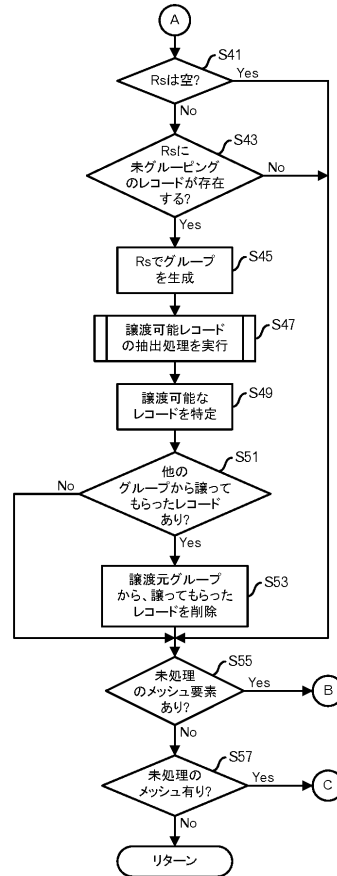 A
S41
Rsは空?
Yes
No
S43
Rsに
未グルーピング
のレコードが存在
する?
No
Yes
S45
Rsでグループ
を生成
S47
譲渡可能レコード
の抽出処理を実行
S49
譲渡可能な
レコードを特定
S51
他の
グループから譲って
もらったレコード
あり?
No
Yes
S53
譲渡元グループ
から、譲ってもらった
レコードを削除
S55
未処理
のメッシュ要素
あり?
Yes
B
No
S57
未処理の
メッシュ有り?
Yes
C
No
リターン